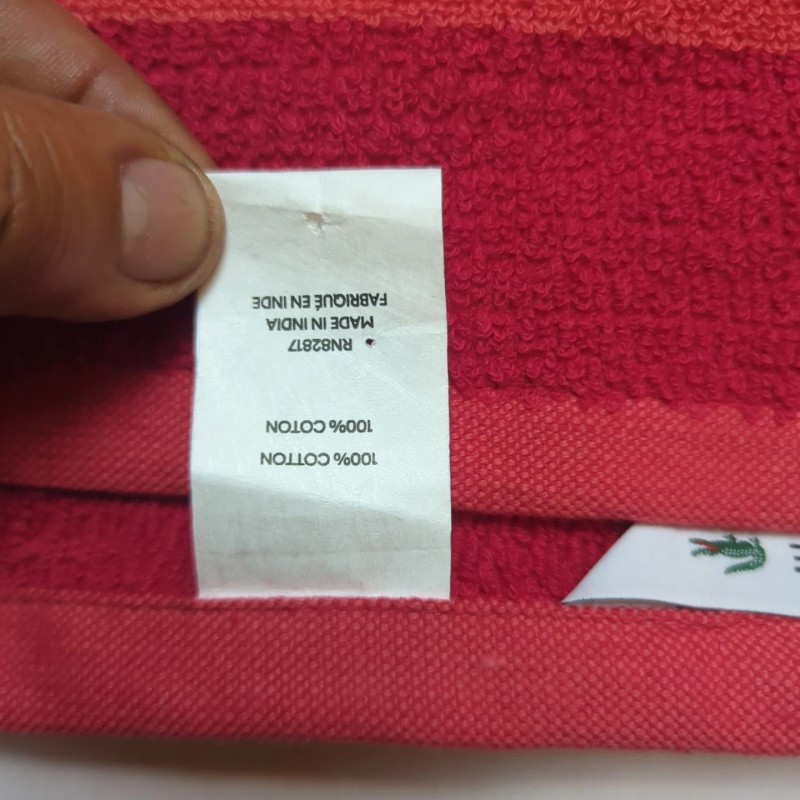 100% COTTON
100% COTON
RN82817
MADE IN INDIA
FABRIQUÉ EN INDE